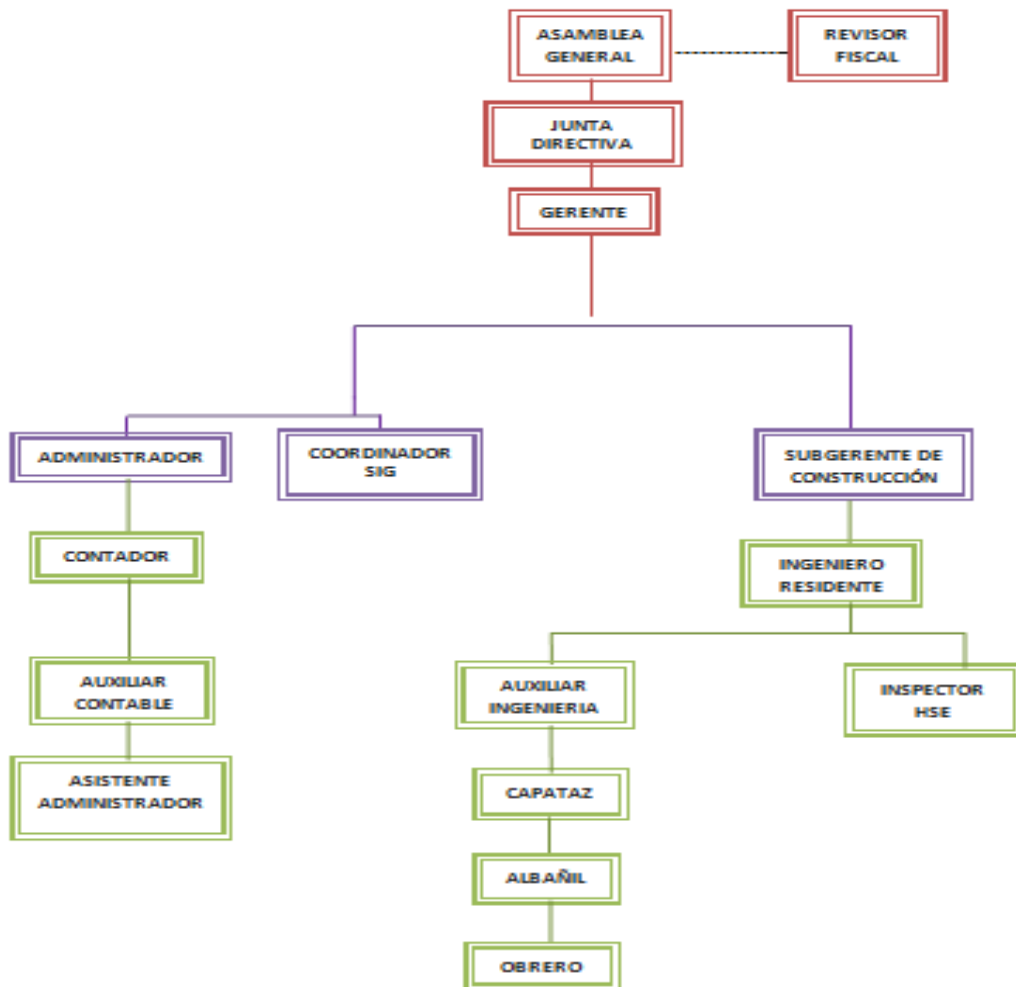 ASAMBLEA
GENERAL
REVISOR
FISCAL
JUNTA
DIRECTIVA
GERENTE
ADMINISTRADOR
COORDINADOR
SIG
SUBGERENTE DE
CONSTRUCCIÓN
CONTADOR
INGENIERO
RESIDENTE
AUXILIAR
CONTABLE
AUXILIAR
INGENIERIA
INSPECTOR
HSE
ASISTENTE
ADMINISTRADOR
CAPATAZ
ALBAÑIL
OBRERO